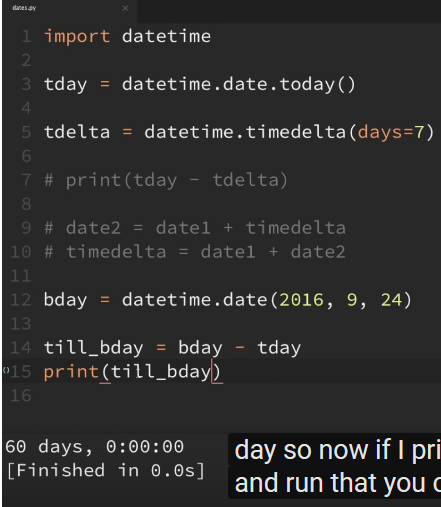 dates.py ×
1 import datetime
2
3 tday = datetime.date.today()
4
5 tdelta = datetime.timedelta(days=7)
6
7 # print(tday - tdelta)
8
9 # date2 = date1 + timedelta
10 # timedelta = date1 + date2
11
12 bday = datetime.date(2016, 9, 24)
13
14 till_bday = bday - tday
()15 print(till_bday)
16
60 days, 0:00:00
[Finished in 0.0s]
day so now if I pri
and run that you c